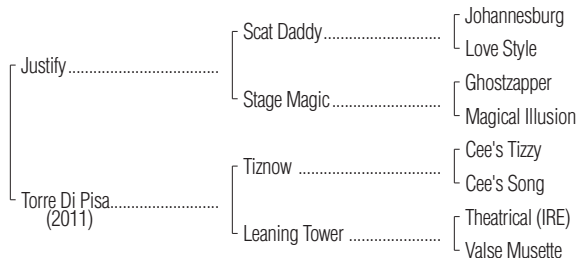 Johannesburg
Scat Daddy
Love Style
Justify
Ghostzapper
Stage Magic
Magical Illusion
Cee's Tizzy
Tiznow
Cee's Song
Torre Di Pisa
(2011)
Theatrical (IRE)
Leaning Tower
Valse Musette